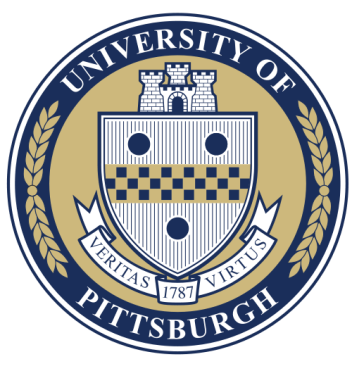 UNIVERSITY OF
PITTSBURGH
VERITAS
1787
VIRTUS